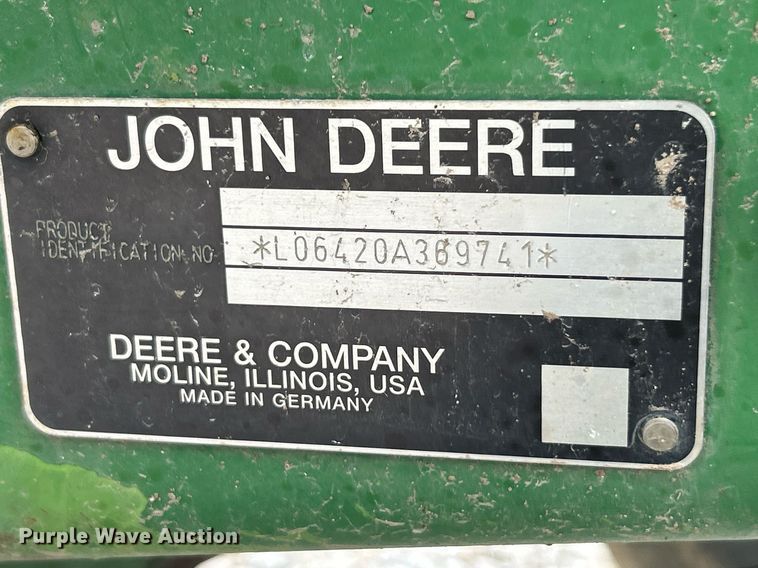 JOHN DEERE
PRODUCT
IDENTIFICATION NO
*L06420A369741*
DEERE & COMPANY
MOLINE, ILLINOIS, USA
MADE IN GERMANY
Purple Wave Auction